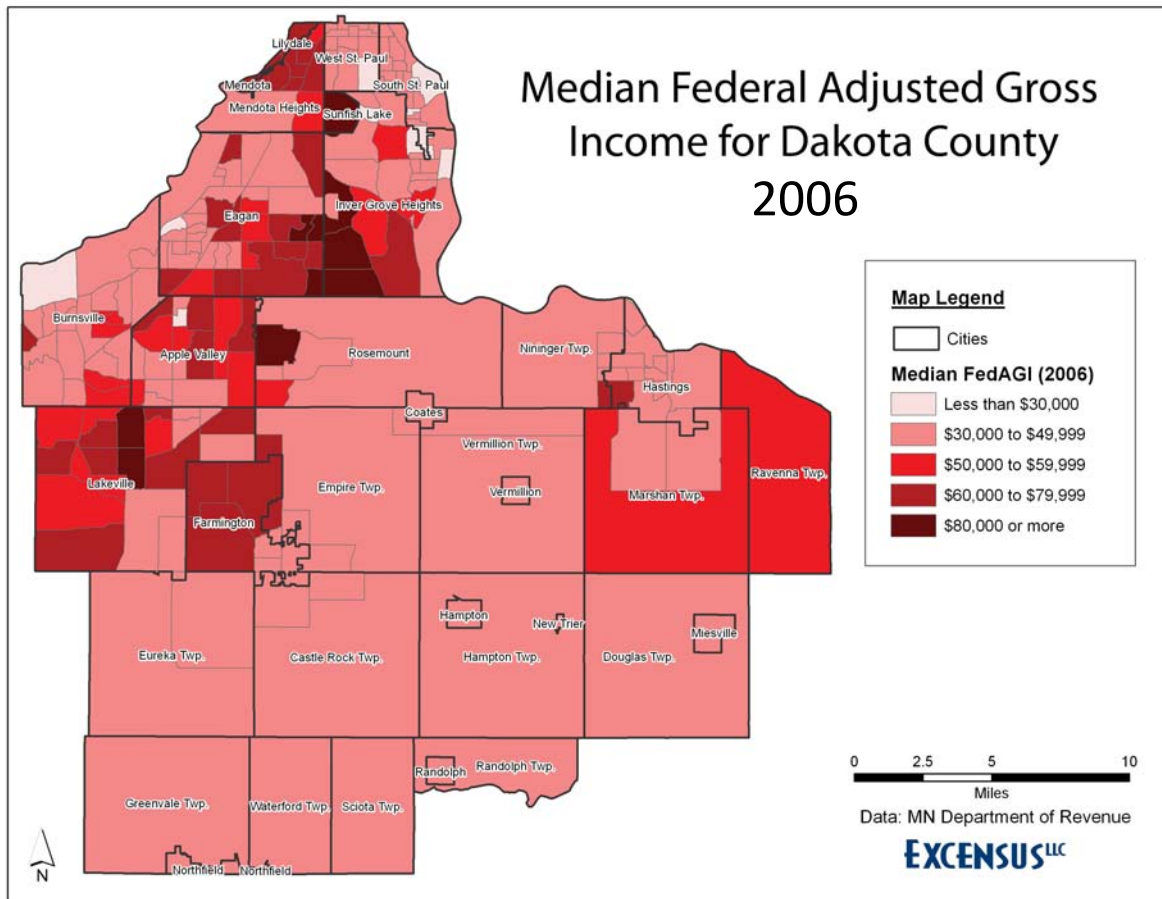 Median Federal Adjusted Gross
Income for Dakota County
2006
Lilydale
West St. Paul
Mendota
South St. Paul
Mendota Heights
Sunfish Lake
Inver Grove Heights
Eagan
Burnsville
Apple Valley
Rosemount
Nininger Twp.
Hastings
Coates
Vermillion Twp.
Ravenna Twp.
Lakeville
Empire Twp.
Vermillion
Marshan Twp.
Farmington
Hampton
New Trier
Miesville
Eureka Twp.
Castle Rock Twp.
Hampton Twp.
Douglas Twp.
Randolph
Randolph Twp.
Greenvale Twp.
Waterford Twp.
Sciota Twp.
Northfield
Northfield
N
Map Legend
Cities
Median FedAGI (2006)
Less than $30,000
$30,000 to $49,999
$50,000 to $59,999
$60,000 to $79,999
$80,000 or more
0 2.5 5 10
Miles
Data: MN Department of Revenue
EXCENSUS LLC